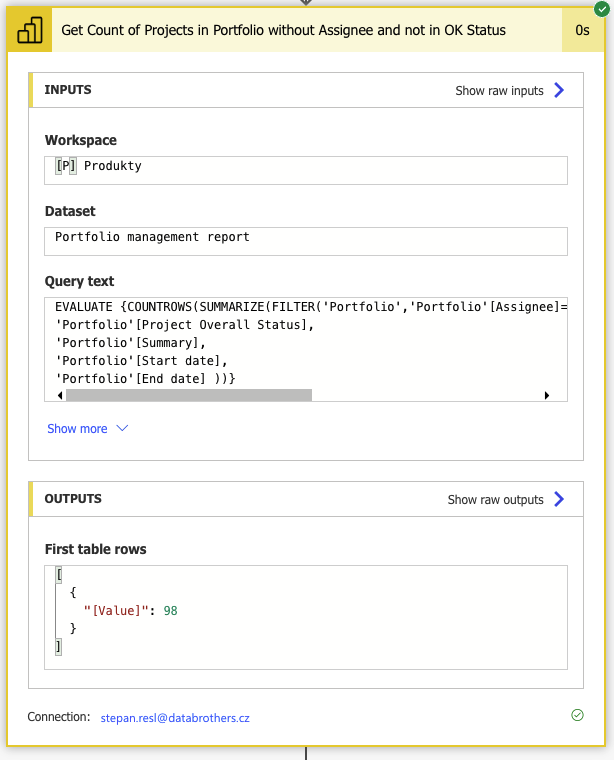 Get Count of Projects in Portfolio without Assignee and not in OK Status
0s
INPUTS
Show raw inputs
Workspace
[P] Produkty
Dataset
Portfolio management report
Query text
EVALUATE {COUNTROWS(SUMMARIZE(FILTER('Portfolio','Portfolio'[Assignee]=
'Portfolio'[Project Overall Status],
'Portfolio'[Summary],
'Portfolio'[Start date],
'Portfolio'[End date] ))}
Show more
OUTPUTS
Show raw outputs
First table rows
[
{
"[Value]": 98
}
]
Connection: stepan.resl@databrothers.cz